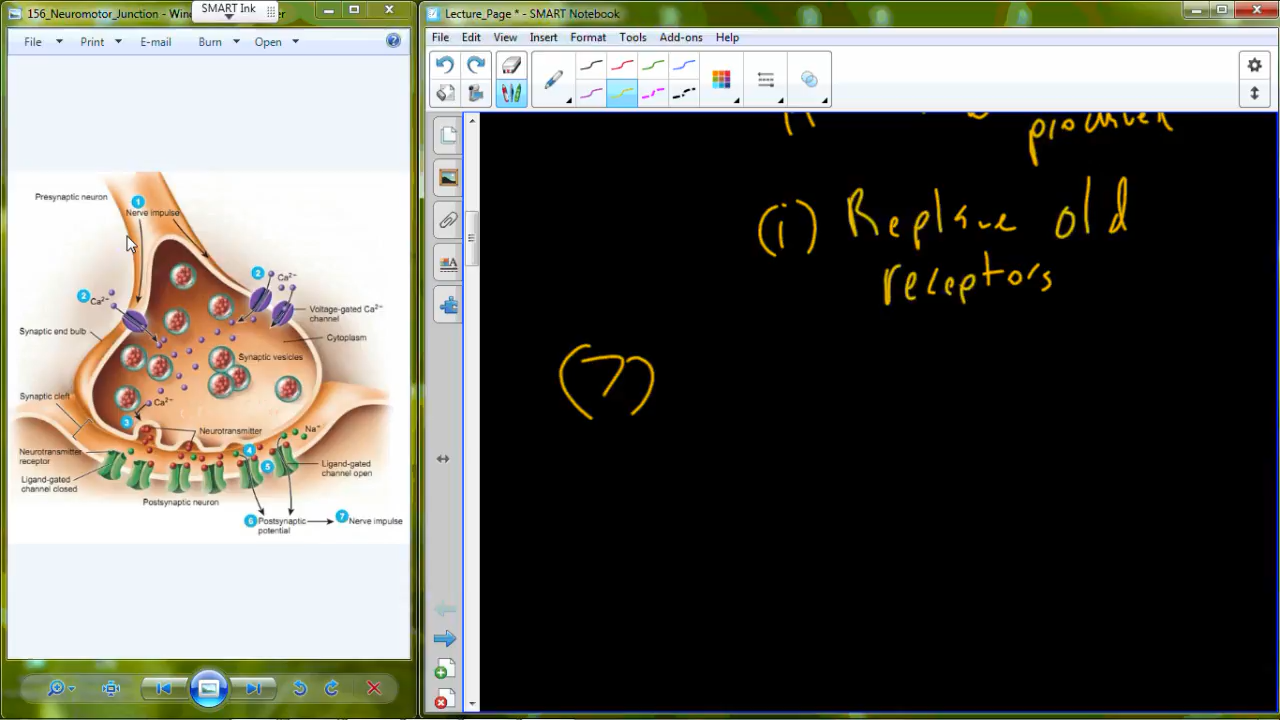 156_Neuromotor_Junction - Win
SMART Ink
File Print E-mail Burn Open
Presynaptic neuron
1
Nerve impulse
2
Ca2+
2
Ca2+
Voltage-gated Ca2+
channel
Synaptic end bulb
Cytoplasm
Synaptic vesicles
Synaptic cleft
Ca2+
3
Neurotransmitter
Na+
4
5
Neurotransmitter
receptor
Ligand-gated
channel closed
Ligand-gated
channel open
Postsynaptic neuron
6 Postsynaptic
potential
7 Nerve impulse
Lecture_Page * - SMART Notebook
File Edit View Insert Format Tools Add-ons Help
(i) Replace old
receptors
(7)